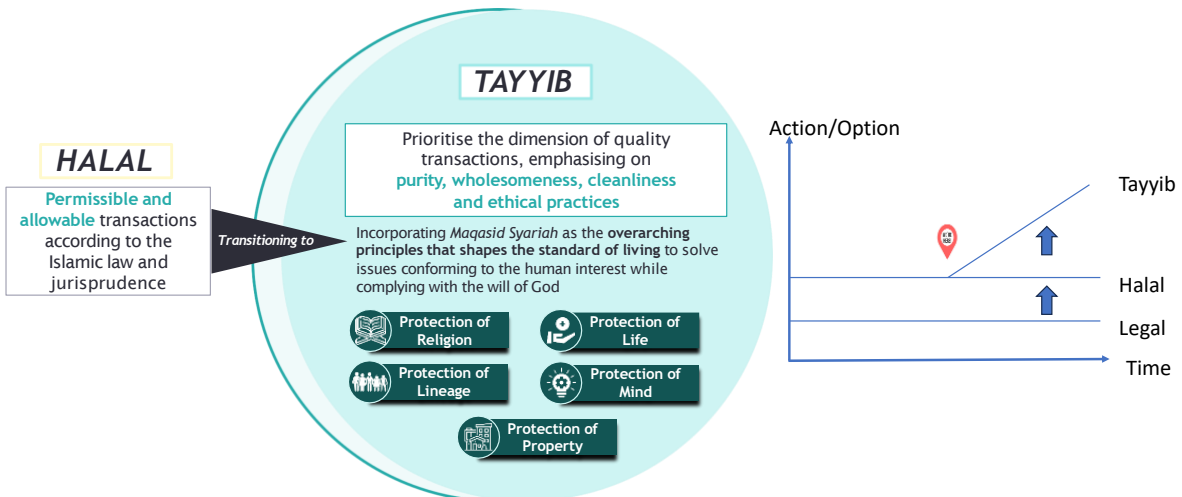 HALAL
Permissible and
allowable transactions
according to the
Islamic law and
jurisprudence
Transitioning to
TAYYIB
Prioritise the dimension of quality
transactions, emphasising on
purity, wholesomeness, cleanliness
and ethical practices
Incorporating Maqasid Syariah as the overarching
principles that shapes the standard of living to solve
issues conforming to the human interest while
complying with the will of God
Protection of
Religion
Protection of
Life
Protection of
Lineage
Protection of
Mind
Protection of
Property
Action/Option
Tayyib
Halal
Legal
Time